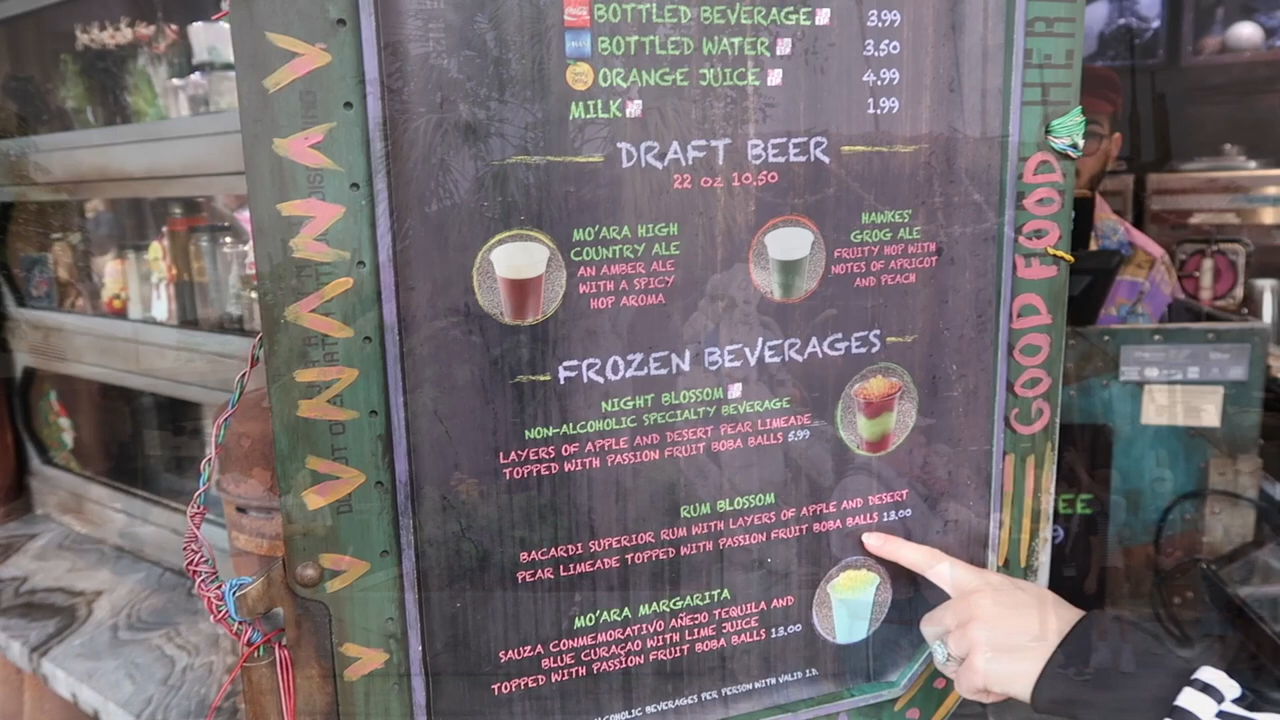 BOTTLED BEVERAGE 3.99
BOTTLED WATER 3.50
ORANGE JUICE 4.99
MILK 1.99
DRAFT BEER
22 oz 10.50
MO'ARA HIGH
COUNTRY ALE
AN AMBER ALE
WITH A SPICY
HOP AROMA
HAWKES'
GROG ALE
FRUITY HOP WITH
NOTES OF APRICOT
AND PEACH
FROZEN BEVERAGES
NIGHT BLOSSOM
NON-ALCOHOLIC SPECIALTY BEVERAGE
LAYERS OF APPLE AND DESERT PEAR LIMEADE
TOPPED WITH PASSION FRUIT BOBA BALLS 5.99
RUM BLOSSOM
BACARDI SUPERIOR RUM WITH LAYERS OF APPLE AND DESERT
PEAR LIMEADE TOPPED WITH PASSION FRUIT BOBA BALLS 13.00
MO'ARA MARGARITA
SAUZA CONMEMORATIVO AÑEJO TEQUILA AND
BLUE CURAÇAO WITH LIME JUICE
TOPPED WITH PASSION FRUIT BOBA BALLS 13.00
BEVERAGES PER PERSON WITH VALID I.D.
GOOD FOOD HERE